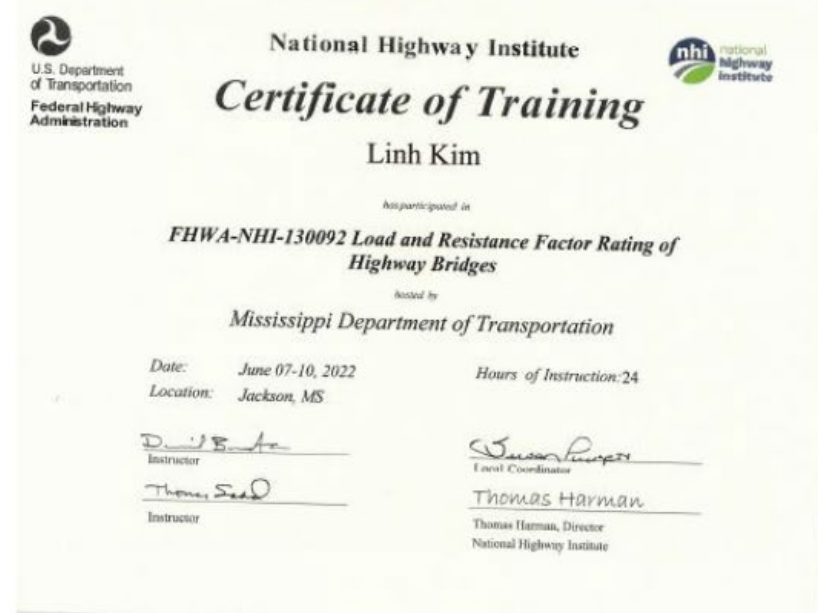 U.S. Department
of Transportation
Federal Highway
Administration
National Highway Institute
nhi national
highway
institute
Certificate of Training
Linh Kim
has participated in
FHWA-NHI-130092 Load and Resistance Factor Rating of
Highway Bridges
hosted by
Mississippi Department of Transportation
Date: June 07-10, 2022
Hours of Instruction:24
Location: Jackson, MS
Instructor
Local Coordinator
Thomas
Thomas Harman
Instructor
Thomas Harman, Director
National Highway Institute